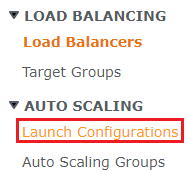 LOAD BALANCING
Load Balancers
Target Groups
AUTO SCALING
Launch Configurations
Auto Scaling Groups